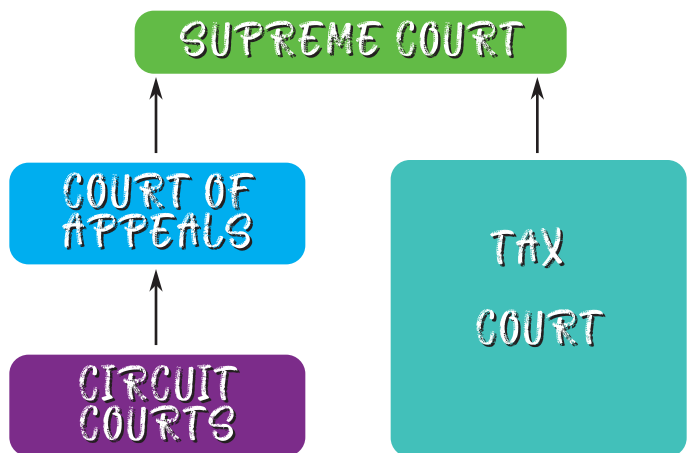 SUPREME COURT
COURT OF
APPEALS
CIRCUIT
COURTS
TAX
COURT